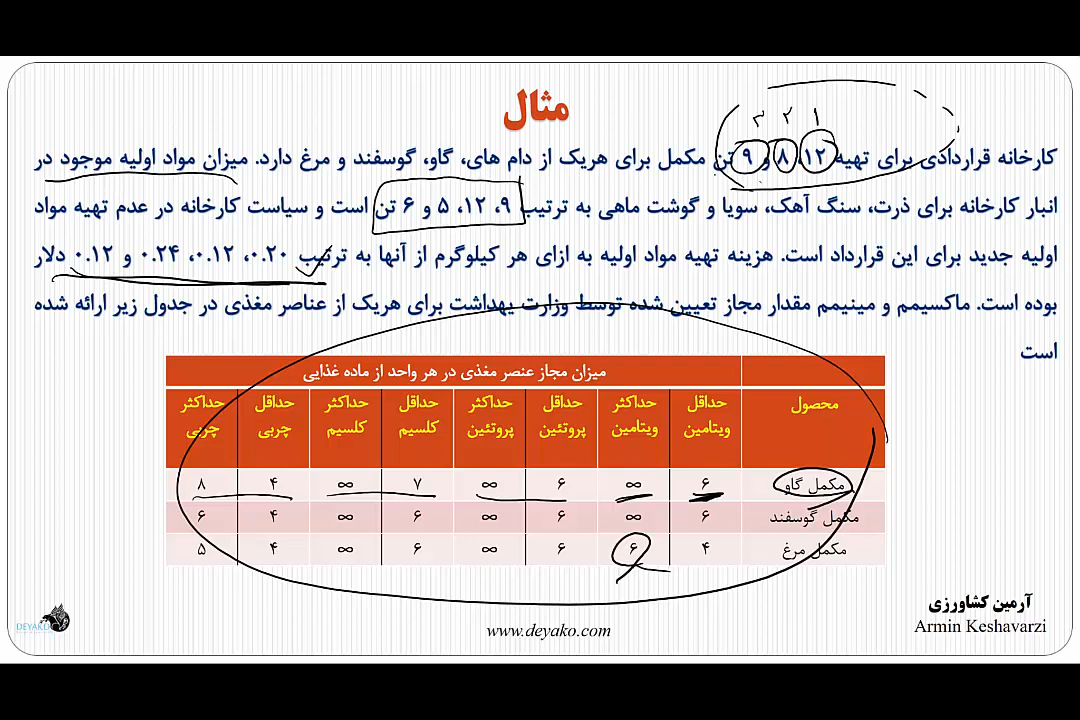 مثال
۳ ۲ ۱
کارخانه قراردادی برای تهیه ۱۲، ۸ و ۹ تن مکمل برای هریک از دام های، گاو، گوسفند و مرغ دارد. میزان مواد اولیه موجود در
انبار کارخانه برای ذرت، سنگ آهک، سویا و گوشت ماهی به ترتیب ۹، ۱۲، ۵ و ۶ تن است و سیاست کارخانه در عدم تهیه مواد
اولیه جدید برای این قرارداد است. هزینه تهیه مواد اولیه به ازای هر کیلوگرم از آنها به ترتیب ۰.۲۰، ۰.۱۲، ۰.۲۴ و ۰.۱۲ دلار
بوده است. ماکسیمم و مینیمم مقدار مجاز تعیین شده توسط وزارت بهداشت برای هریک از عناصر مغذی در جدول زیر ارائه شده
است
میزان مجاز عنصر مغذی در هر واحد از ماده غذایی
محصول حداقل ویتامین حداکثر ویتامین حداقل پروتئین حداکثر پروتئین حداقل کلسیم حداکثر کلسیم حداقل چربی حداکثر چربی
مکمل گاو ۶ ∞ ۶ ∞ ۷ ∞ ۴ ۸
مکمل گوسفند ۶ ∞ ۶ ∞ ۶ ∞ ۴ ۶
مکمل مرغ ۴ ۶ ۶ ∞ ۶ ∞ ۴ ۵
آرمین کشاورزی
Armin Keshavarzi
www.deyako.com
DEYAKO